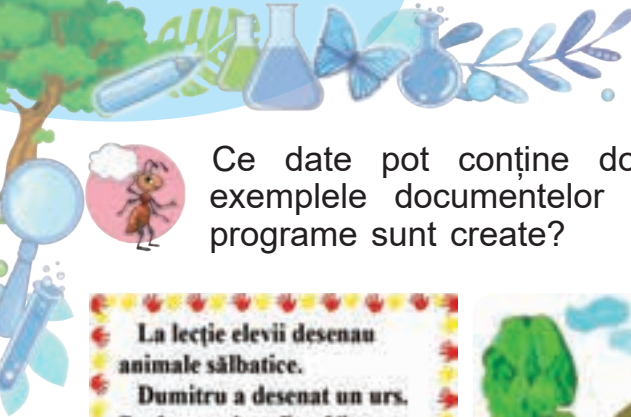 Ce date pot conține do
exemplele documentelor
programe sunt create?
La lecție elevii desenau
animale sălbatice.
Dumitru a desenat un urs.